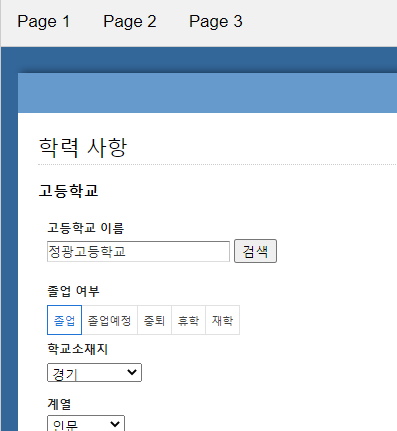 Page 1 Page 2 Page 3
학력 사항
고등학교
고등학교 이름
정광고등학교 검색
졸업 여부
졸업 졸업예정 중퇴 휴학 재학
학교소재지
경기
계열
인문